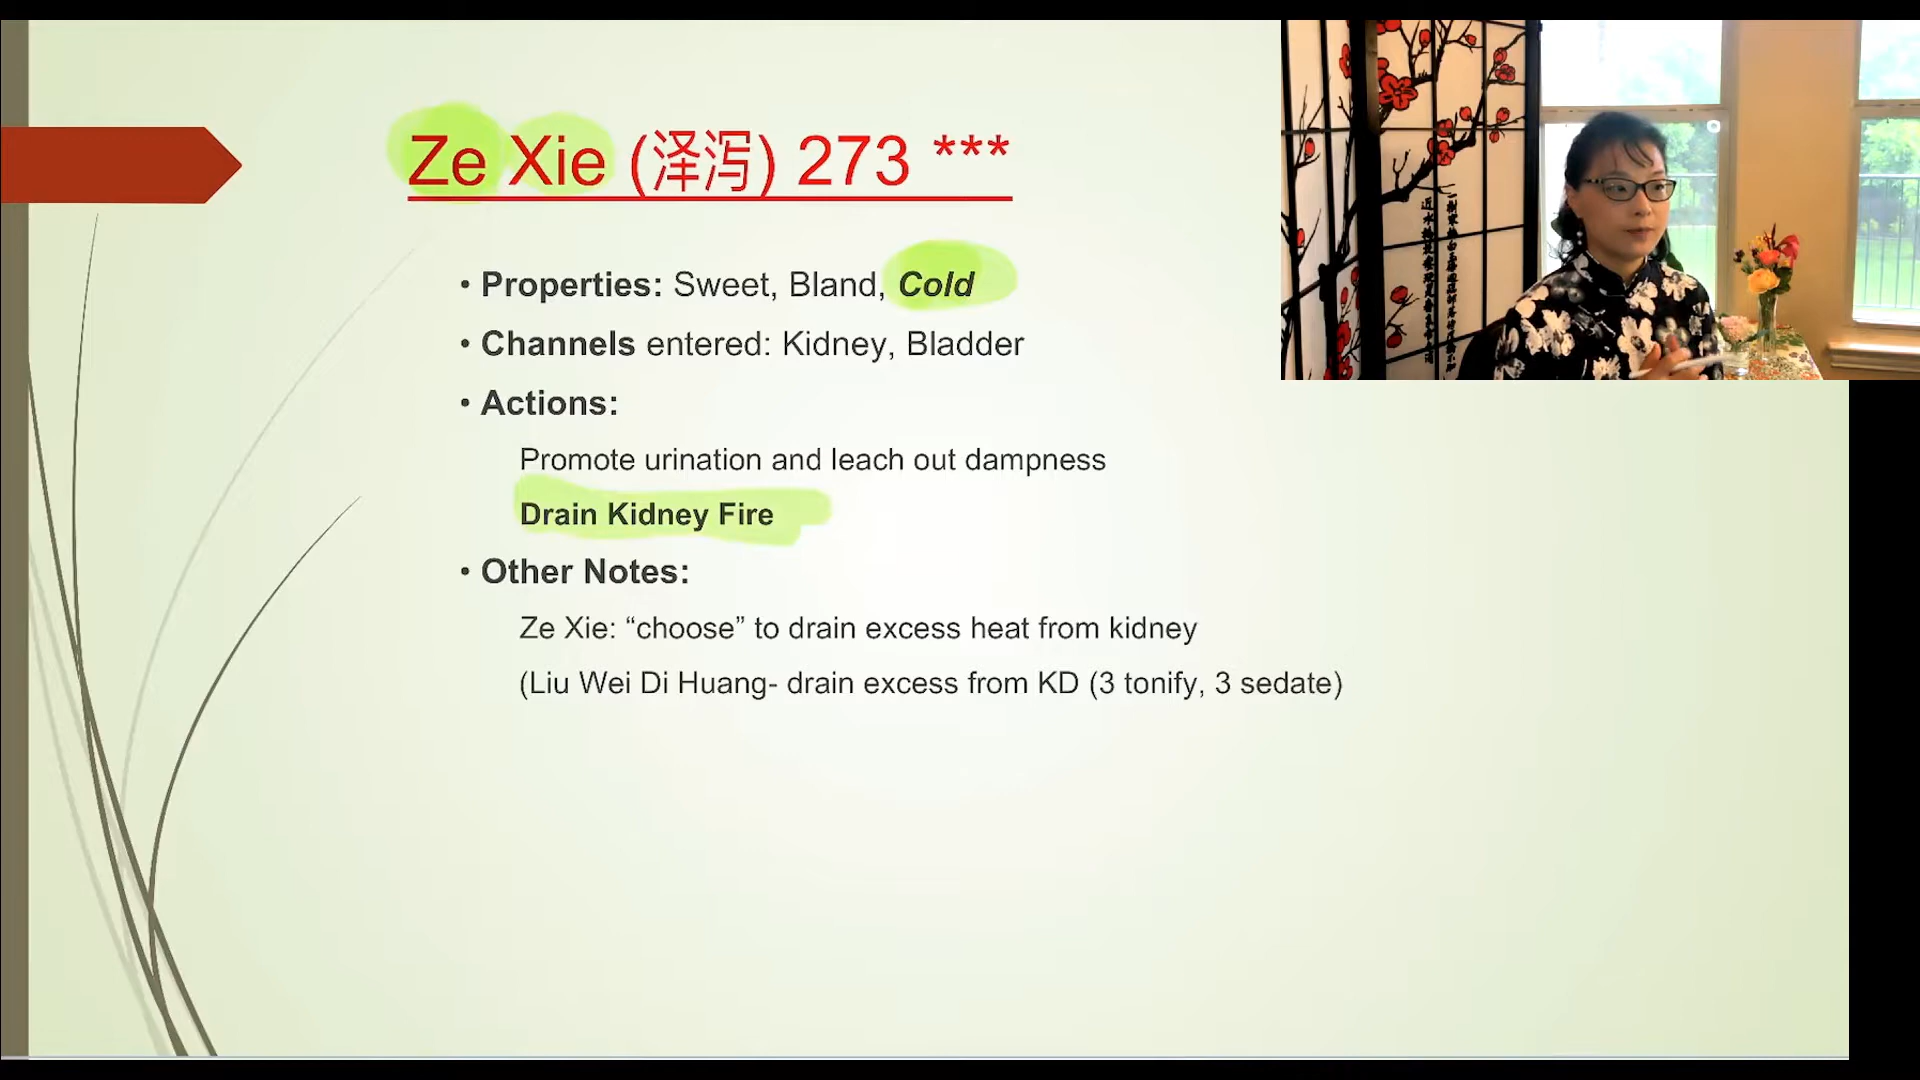 Ze Xie (泽泻) 273 ***
• Properties: Sweet, Bland, Cold
• Channels entered: Kidney, Bladder
• Actions:
Promote urination and leach out dampness
Drain Kidney Fire
• Other Notes:
Ze Xie: “choose” to drain excess heat from kidney
(Liu Wei Di Huang- drain excess from KD (3 tonify, 3 sedate)